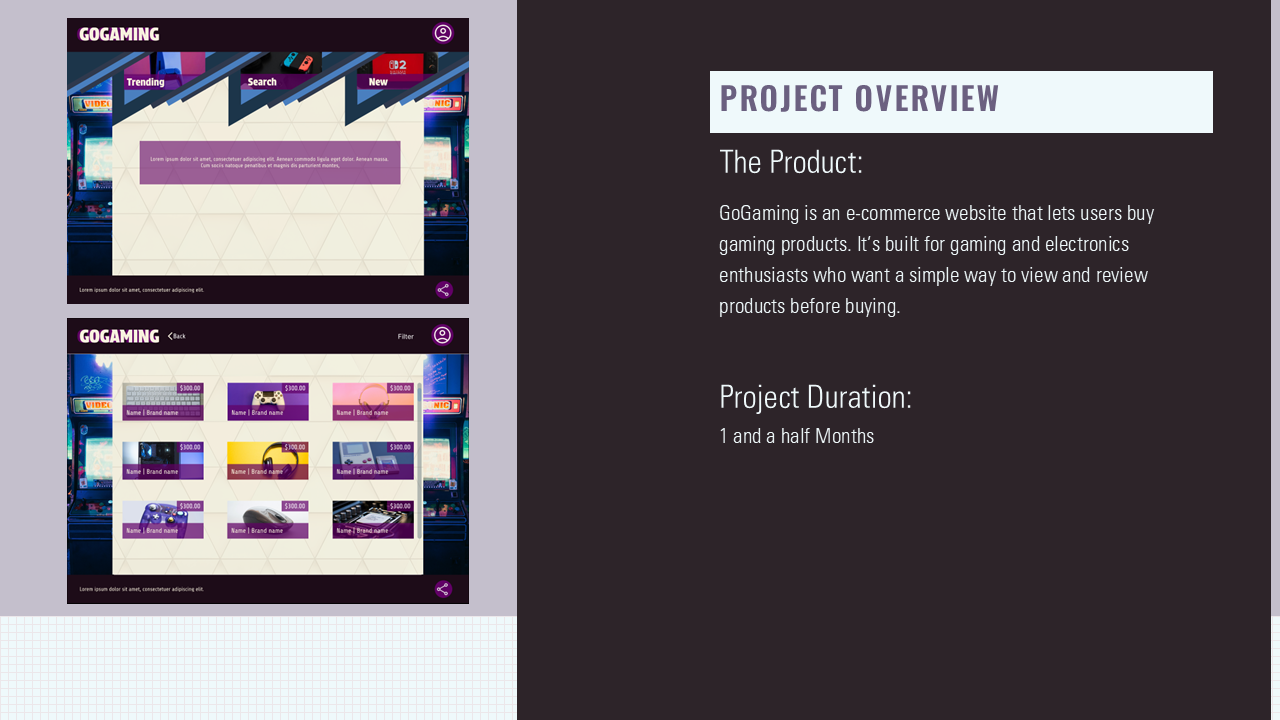 GOGAMING
Trending
Search
New
VIDEO
NIC
Lorem ipsum dolor sit amet, consectetuer adipiscing elit. Aenean commodo ligula eget dolor. Aenean massa.
Cum sociis natoque penatibus et magnis dis parturient montes,
Lorem ipsum dolor sit amet, consectetuer adipiscing elit.
GOGAMING
Back
Filter
$300.00
$300.00
$300.00
Name | Brand name
Name | Brand name
Name | Brand name
VIDEO
NIC
$300.00
$300.00
$300.00
Name | Brand name
Name | Brand name
Name | Brand name
$300.00
$300.00
$300.00
Name | Brand name
Name | Brand name
Name | Brand name
Lorem ipsum dolor sit amet, consectetuer adipiscing elit.
PROJECT OVERVIEW
The Product:
GoGaming is an e-commerce website that lets users buy
gaming products. It’s built for gaming and electronics
enthusiasts who want a simple way to view and review
products before buying.
Project Duration:
1 and a half Months